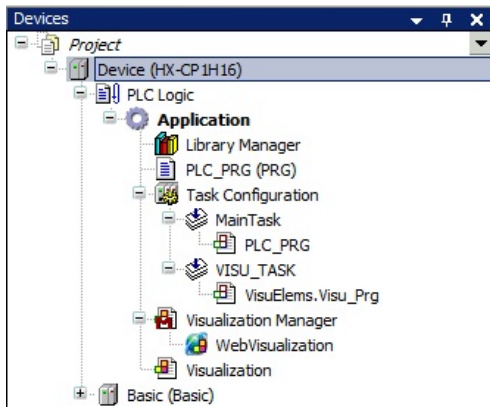 Devices
Project
Device (HX-CP1H16)
PLC Logic
Application
Library Manager
PLC_PRG (PRG)
Task Configuration
MainTask
PLC_PRG
VISU_TASK
VisuElems.Visu_Prg
Visualization Manager
WebVisualization
Visualization
Basic (Basic)